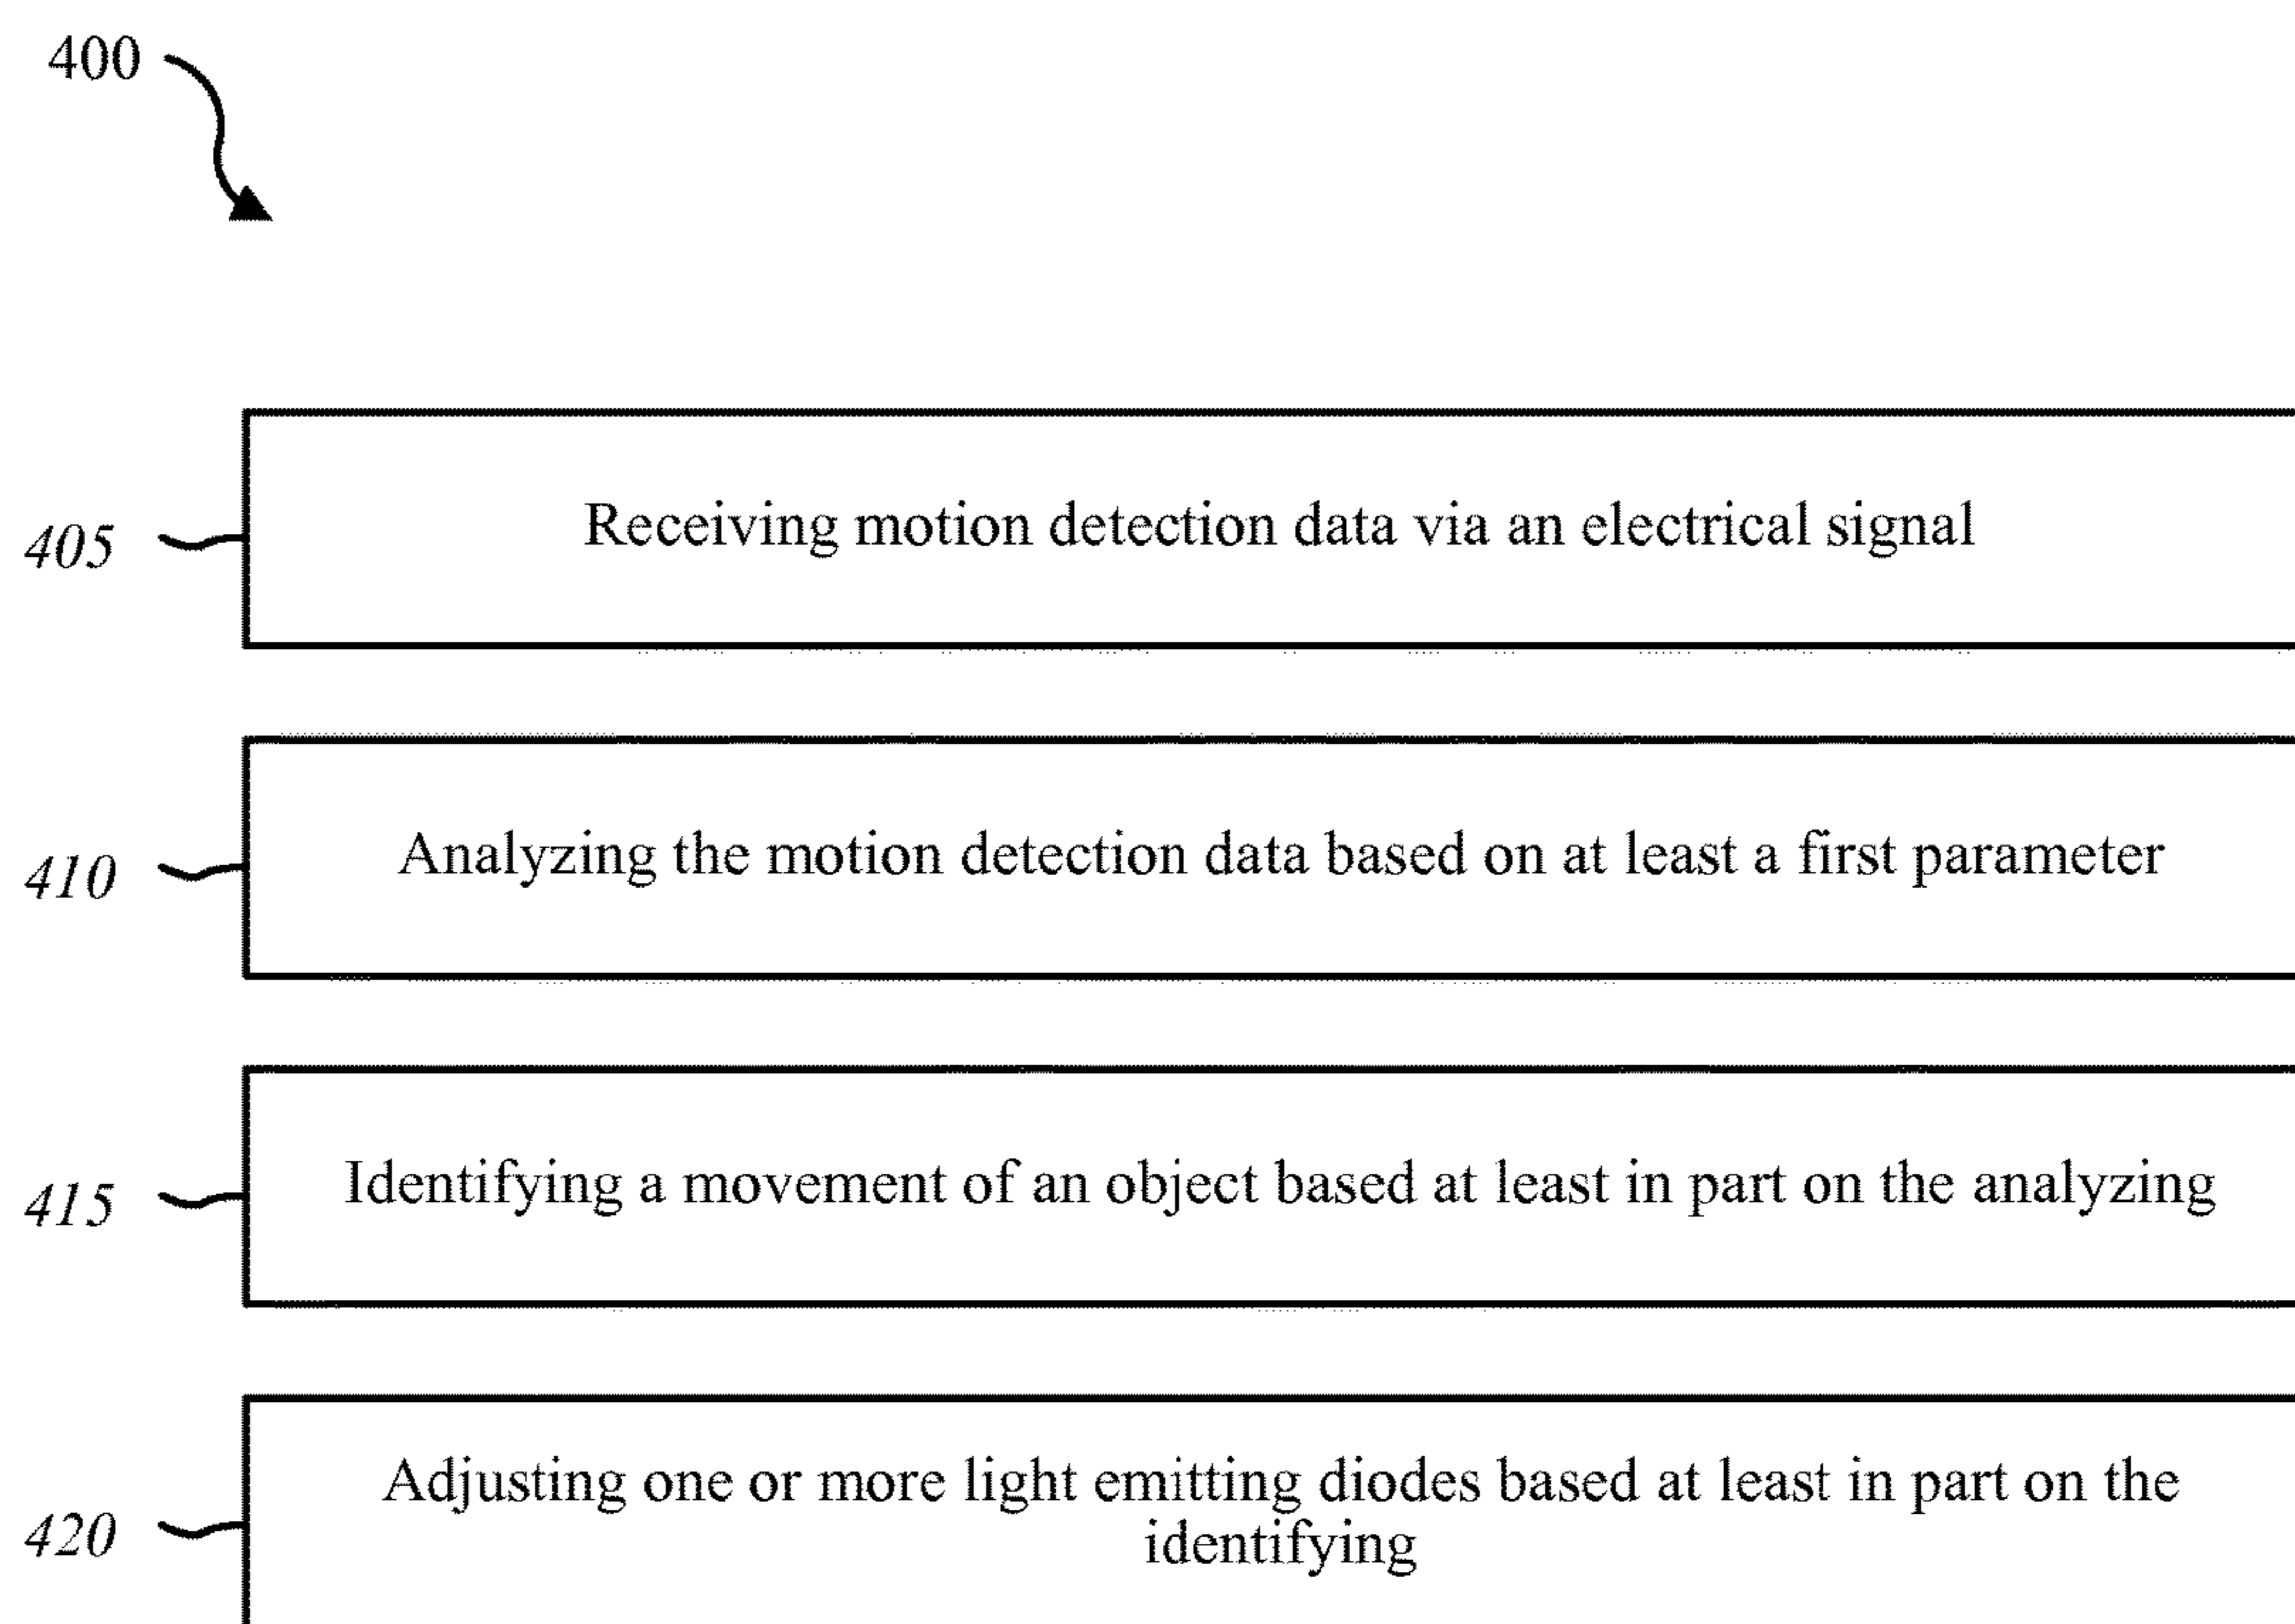 400
405
Receiving motion detection data via an electrical signal
410
Analyzing the motion detection data based on at least a first parameter
415
Identifying a movement of an object based at least in part on the analyzing
420
Adjusting one or more light emitting diodes based at least in part on the
identifying